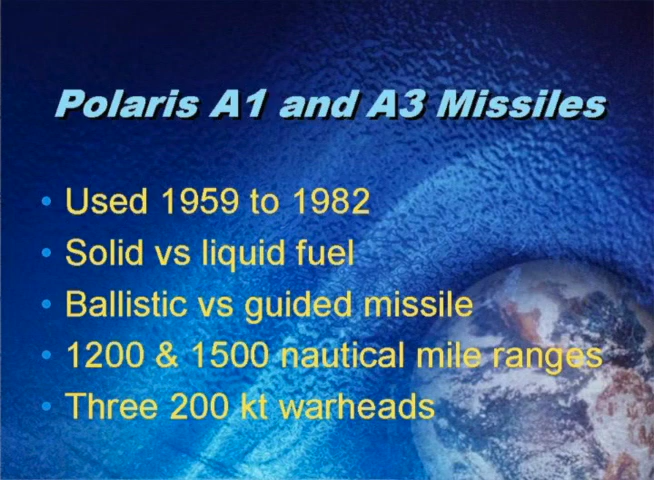 Polaris A1 and A3 Missiles
• Used 1959 to 1982
• Solid vs liquid fuel
• Ballistic vs guided missile
• 1200 & 1500 nautical mile ranges
• Three 200 kt warheads